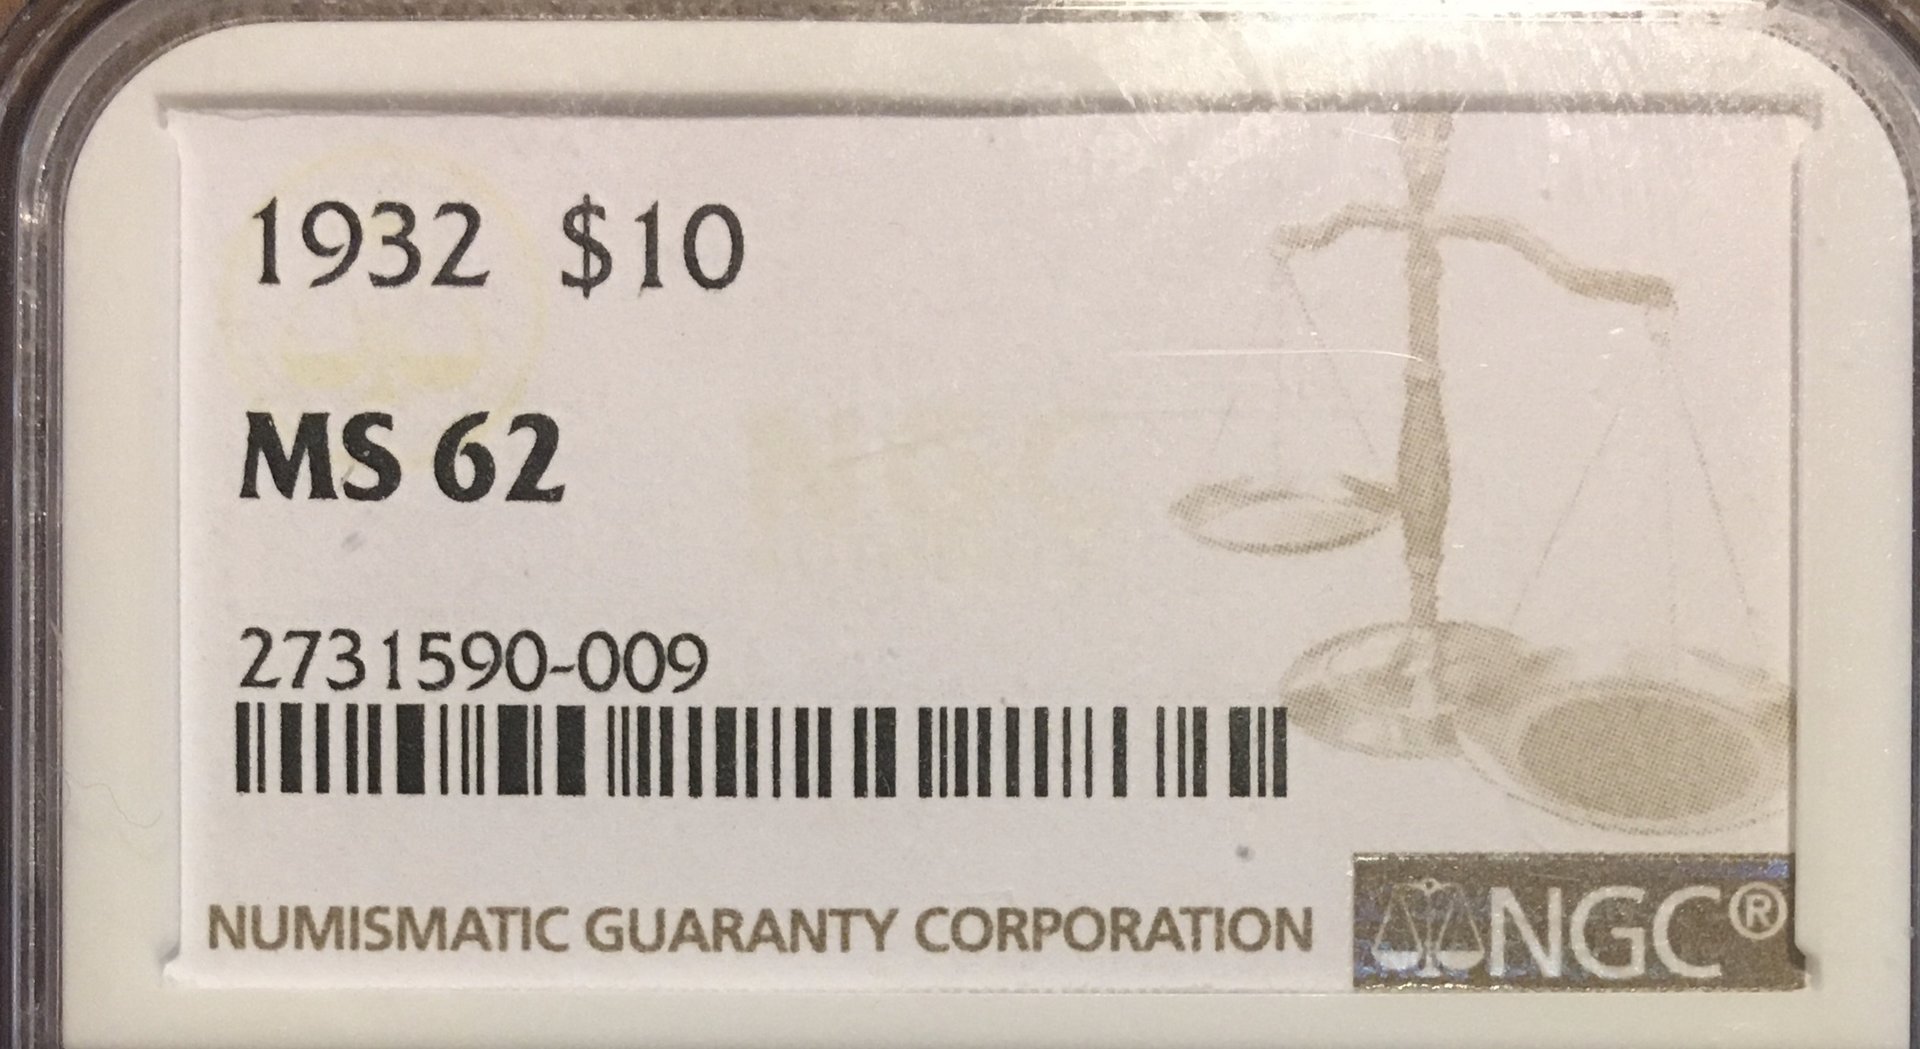 1932 $10
MS 62
2731590-009
NUMISMATIC GUARANTY CORPORATION
NGC®